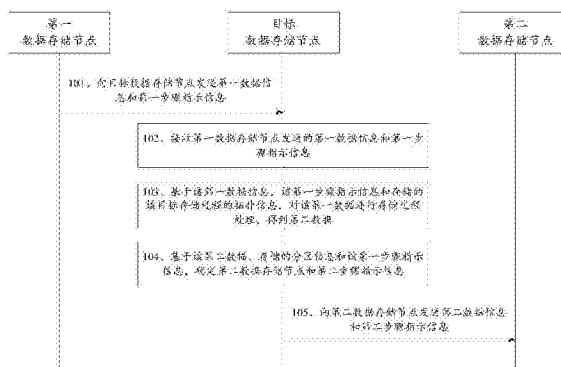 第一
数据存储节点
目标
数据存储节点
第二
数据存储节点
101、向目标数据存储节点发送第一数据信
息和第一步骤指示信息
102、接收第一数据存储节点发送的第一数据信息和第一步
骤指示信息
103、基于该第一数据信息、该第一步骤指示信息和存储的
该目标存储过程的拓扑信息，对该第一数据进行存储过程
处理，得到第二数据
104、基于该第二数据、存储的分区信息和该第一步骤指示
信息，确定第二数据存储节点和第二步骤指示信息
105、向第二数据存储节点发送第二数据信息
和第二步骤指示信息